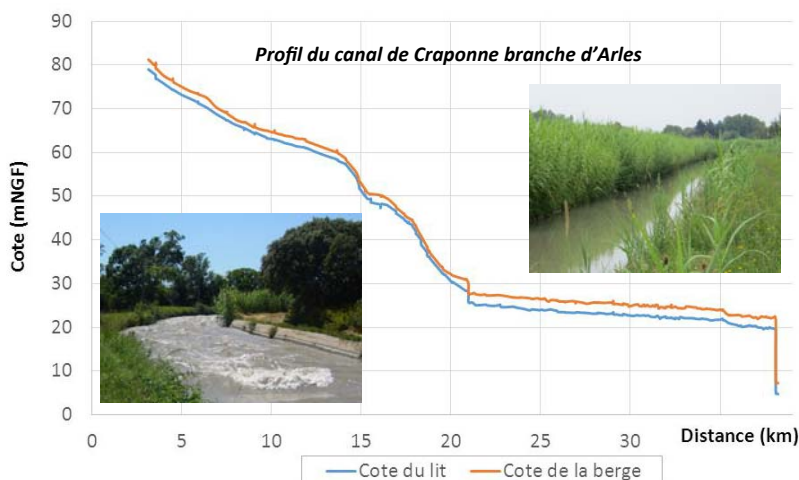 Profil du canal de Craponne branche d’Arles
Cote (mNGF)
90
80
70
60
50
40
30
20
10
0
0 5 10 15 20 25 30 Distance (km)
Cote du lit Cote de la berge